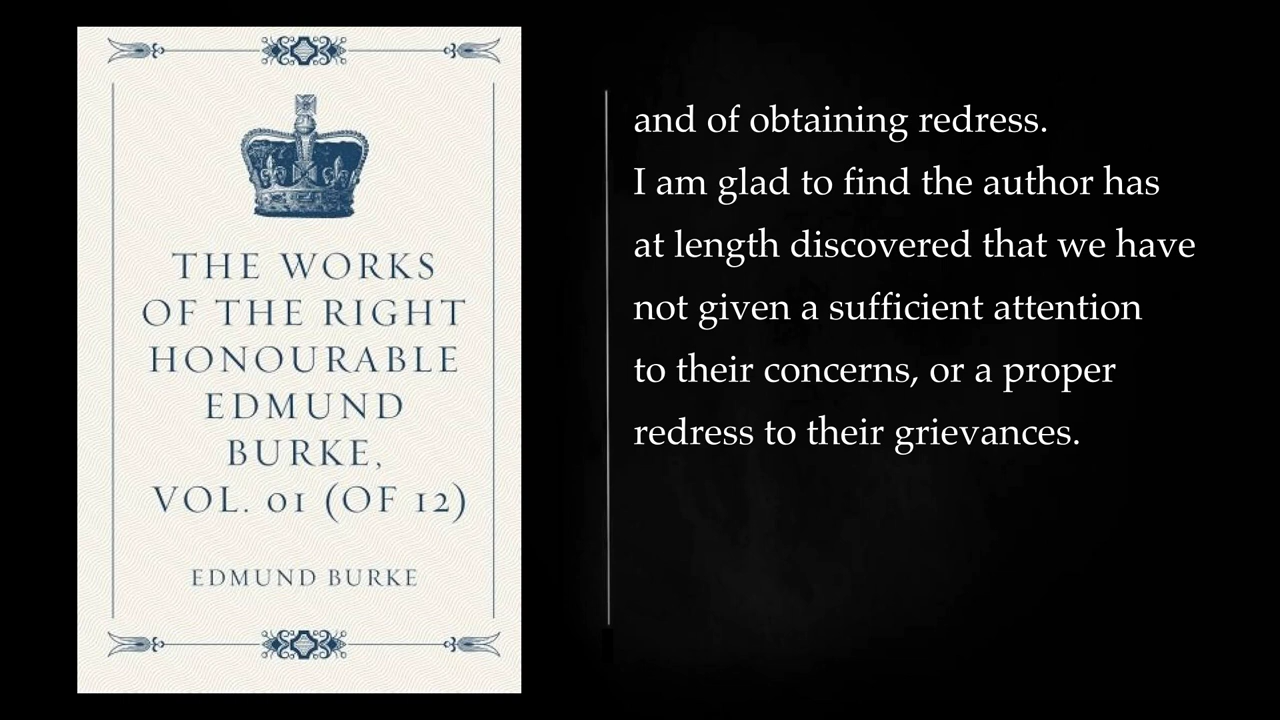 THE WORKS
OF THE RIGHT
HONOURABLE
EDMUND
BURKE,
VOL. 01 (OF 12)
EDMUND BURKE
and of obtaining redress.
I am glad to find the author has
at length discovered that we have
not given a sufficient attention
to their concerns, or a proper
redress to their grievances.